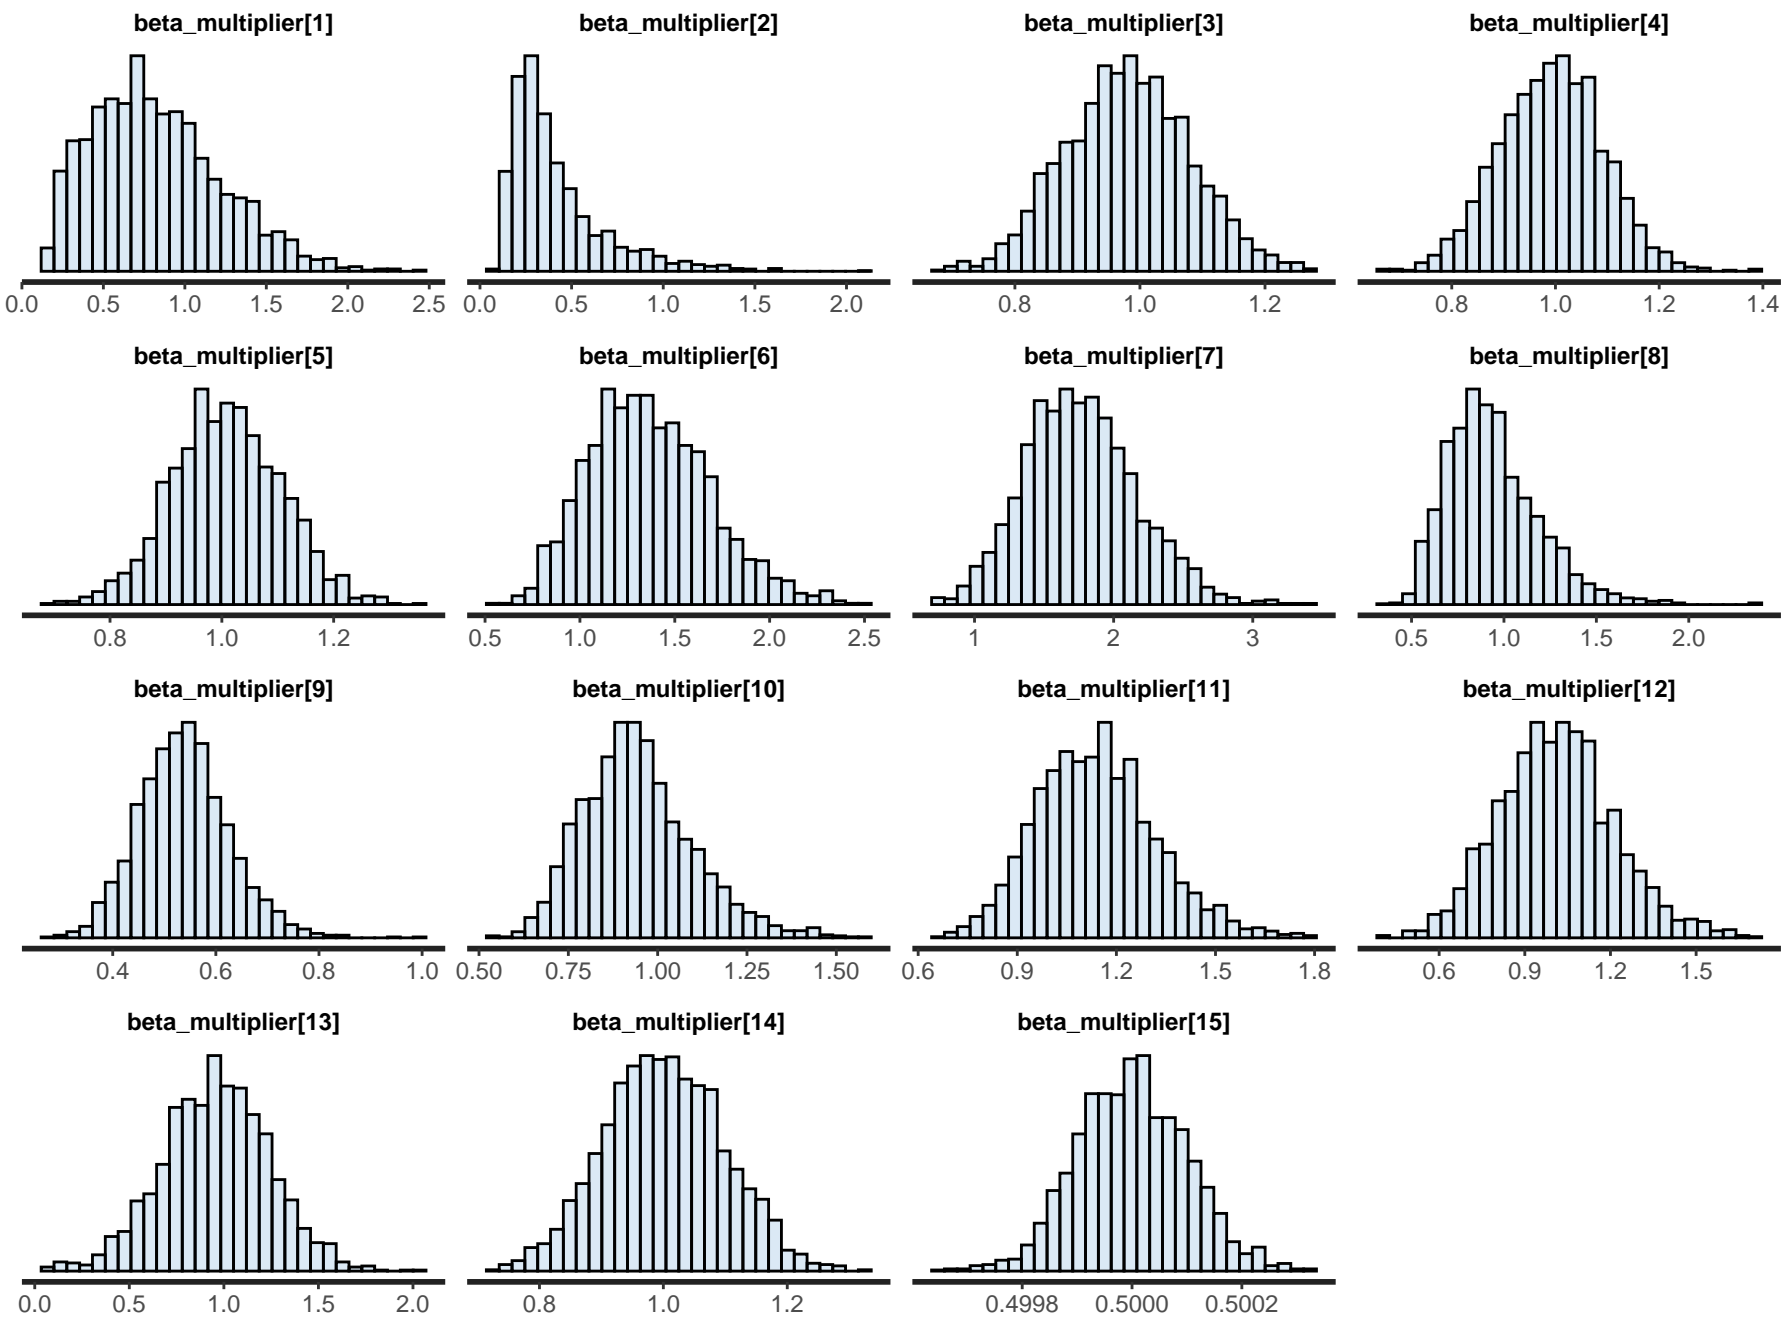 beta_multiplier[1] beta_multiplier[2] beta_multiplier[3] beta_multiplier[4]
0.0 0.5 1.0 1.5 2.0 2.5 0.0 0.5 1.0 1.5 2.0 0.8 1.0 1.2 0.8 1.0 1.2 1.4
beta_multiplier[5] beta_multiplier[6] beta_multiplier[7] beta_multiplier[8]
0.8 1.0 1.2 0.5 1.0 1.5 2.0 2.5 1 2 3 0.5 1.0 1.5 2.0
beta_multiplier[9] beta_multiplier[10] beta_multiplier[11] beta_multiplier[12]
0.4 0.6 0.8 1.0 0.50 0.75 1.00 1.25 1.50 0.6 0.9 1.2 1.5 1.8 0.6 0.9 1.2 1.5
beta_multiplier[13] beta_multiplier[14] beta_multiplier[15]
0.0 0.5 1.0 1.5 2.0 0.8 1.0 1.2 0.4998 0.5000 0.5002